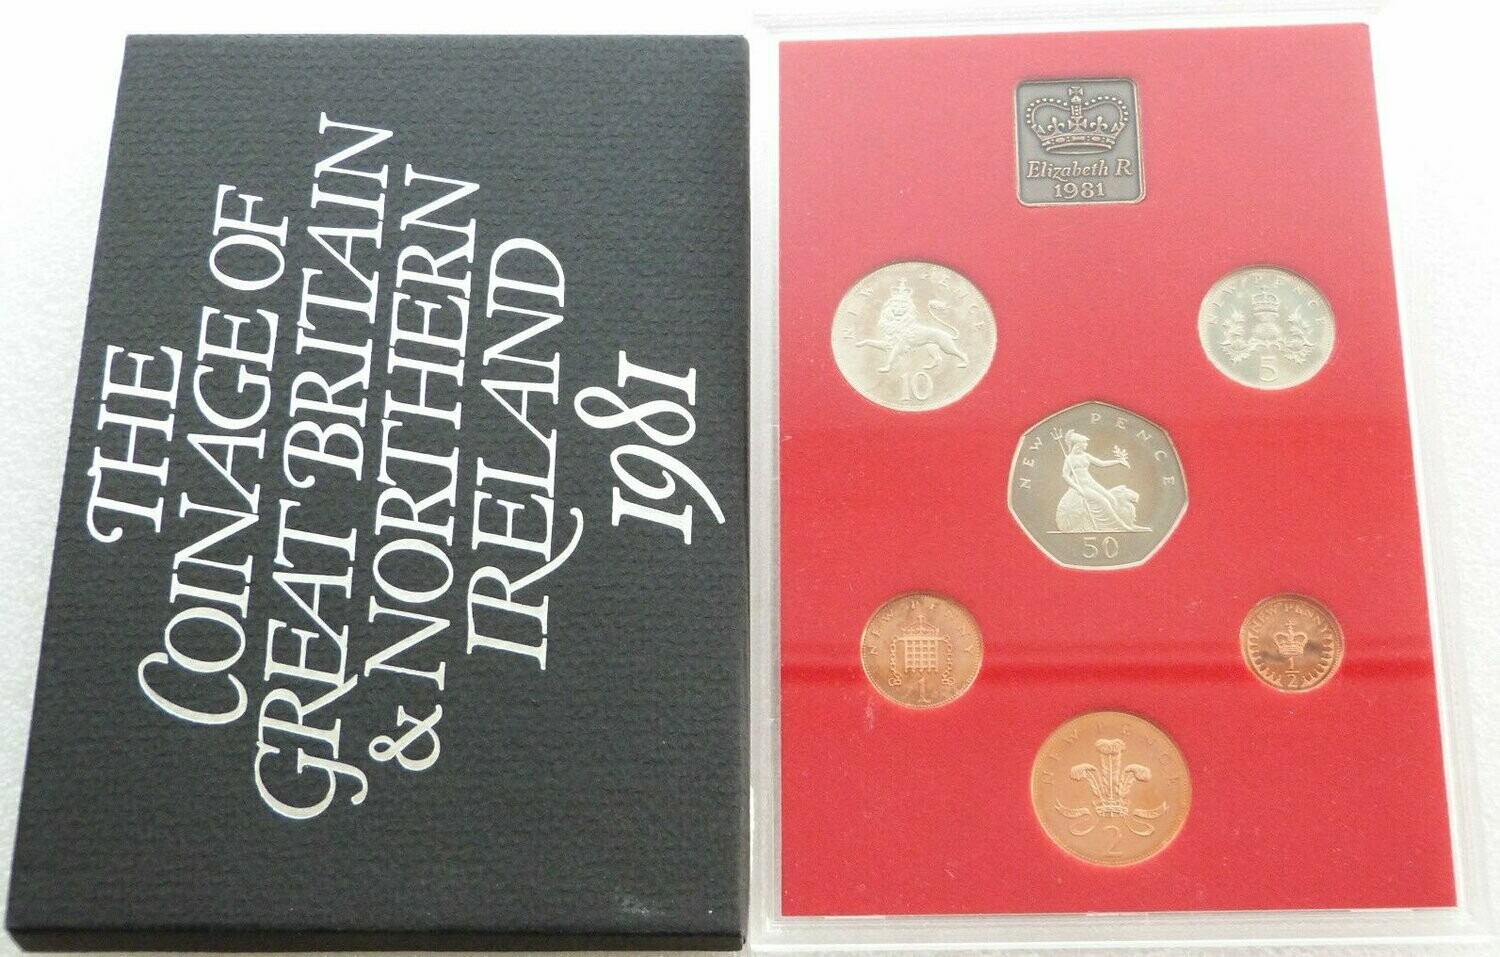 THE
COINAGE OF
GREAT BRITAIN
& NORTHERN
IRELAND
1981
Elizabeth R
1981
NEW PENCE
10
NEW PENCE
5
NEW PENCE
50
NEW PENNY
1
NEW PENNY
1/2
NEW PENCE
2